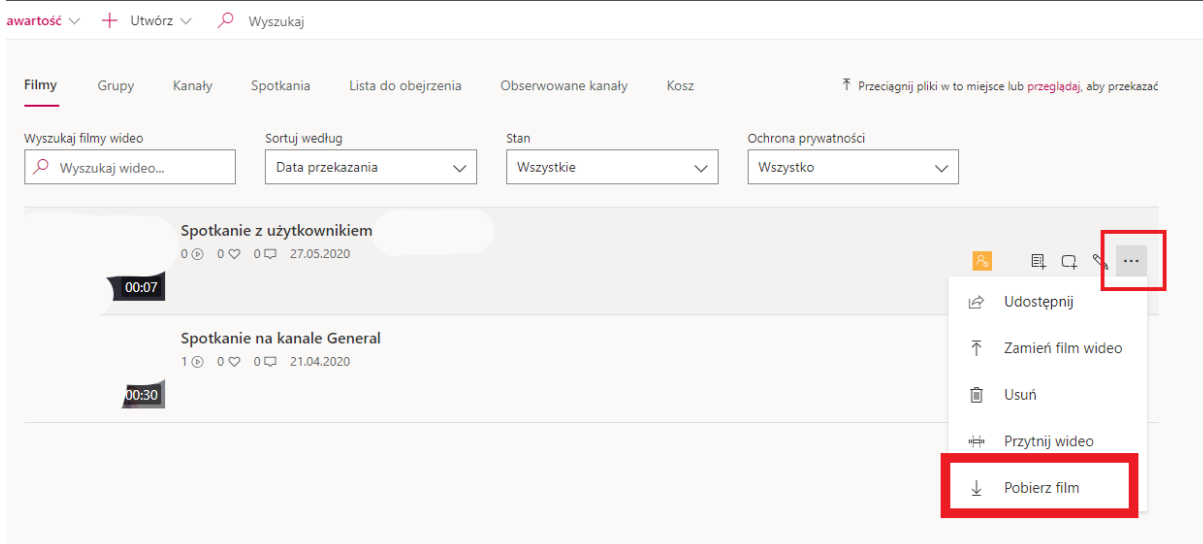 awartość Utwórz Wyszukaj
Filmy Grupy Kanały Spotkania Lista do obejrzenia Obserwowane kanały Kosz Przeciągnij pliki w to miejsce lub przeglądaj, aby przekazać
Wyszukaj filmy wideo Sortuj według Stan Ochrona prywatności
Wyszukaj wideo... Data przekazania Wszystkie Wszystko
Spotkanie z użytkownikiem
0 0 0 27.05.2020
00:07
Udostępnij
Spotkanie na kanale General
Zamień film wideo
1 0 0 21.04.2020
00:30
Usuń
Przytnij wideo
Pobierz film